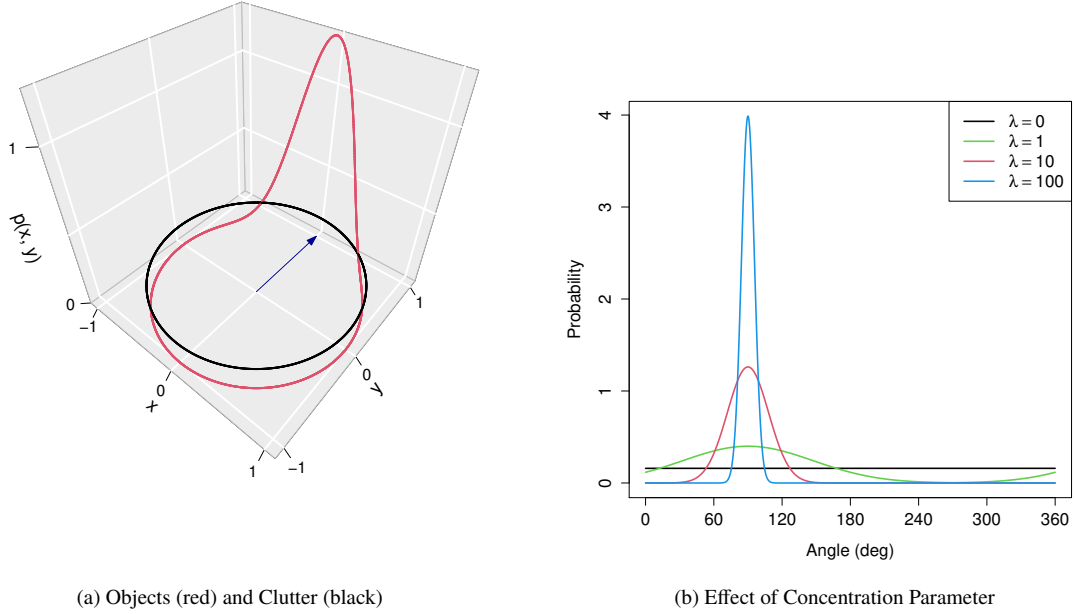 1
p(x, y)
0
−1
0
x
1
−1
0
y
1
(a) Objects (red) and Clutter (black)
λ = 0
λ = 1
λ = 10
λ = 100
4
3
2
1
0
Probability
0 60 120 180 240 300 360
Angle (deg)
(b) Effect of Concentration Parameter